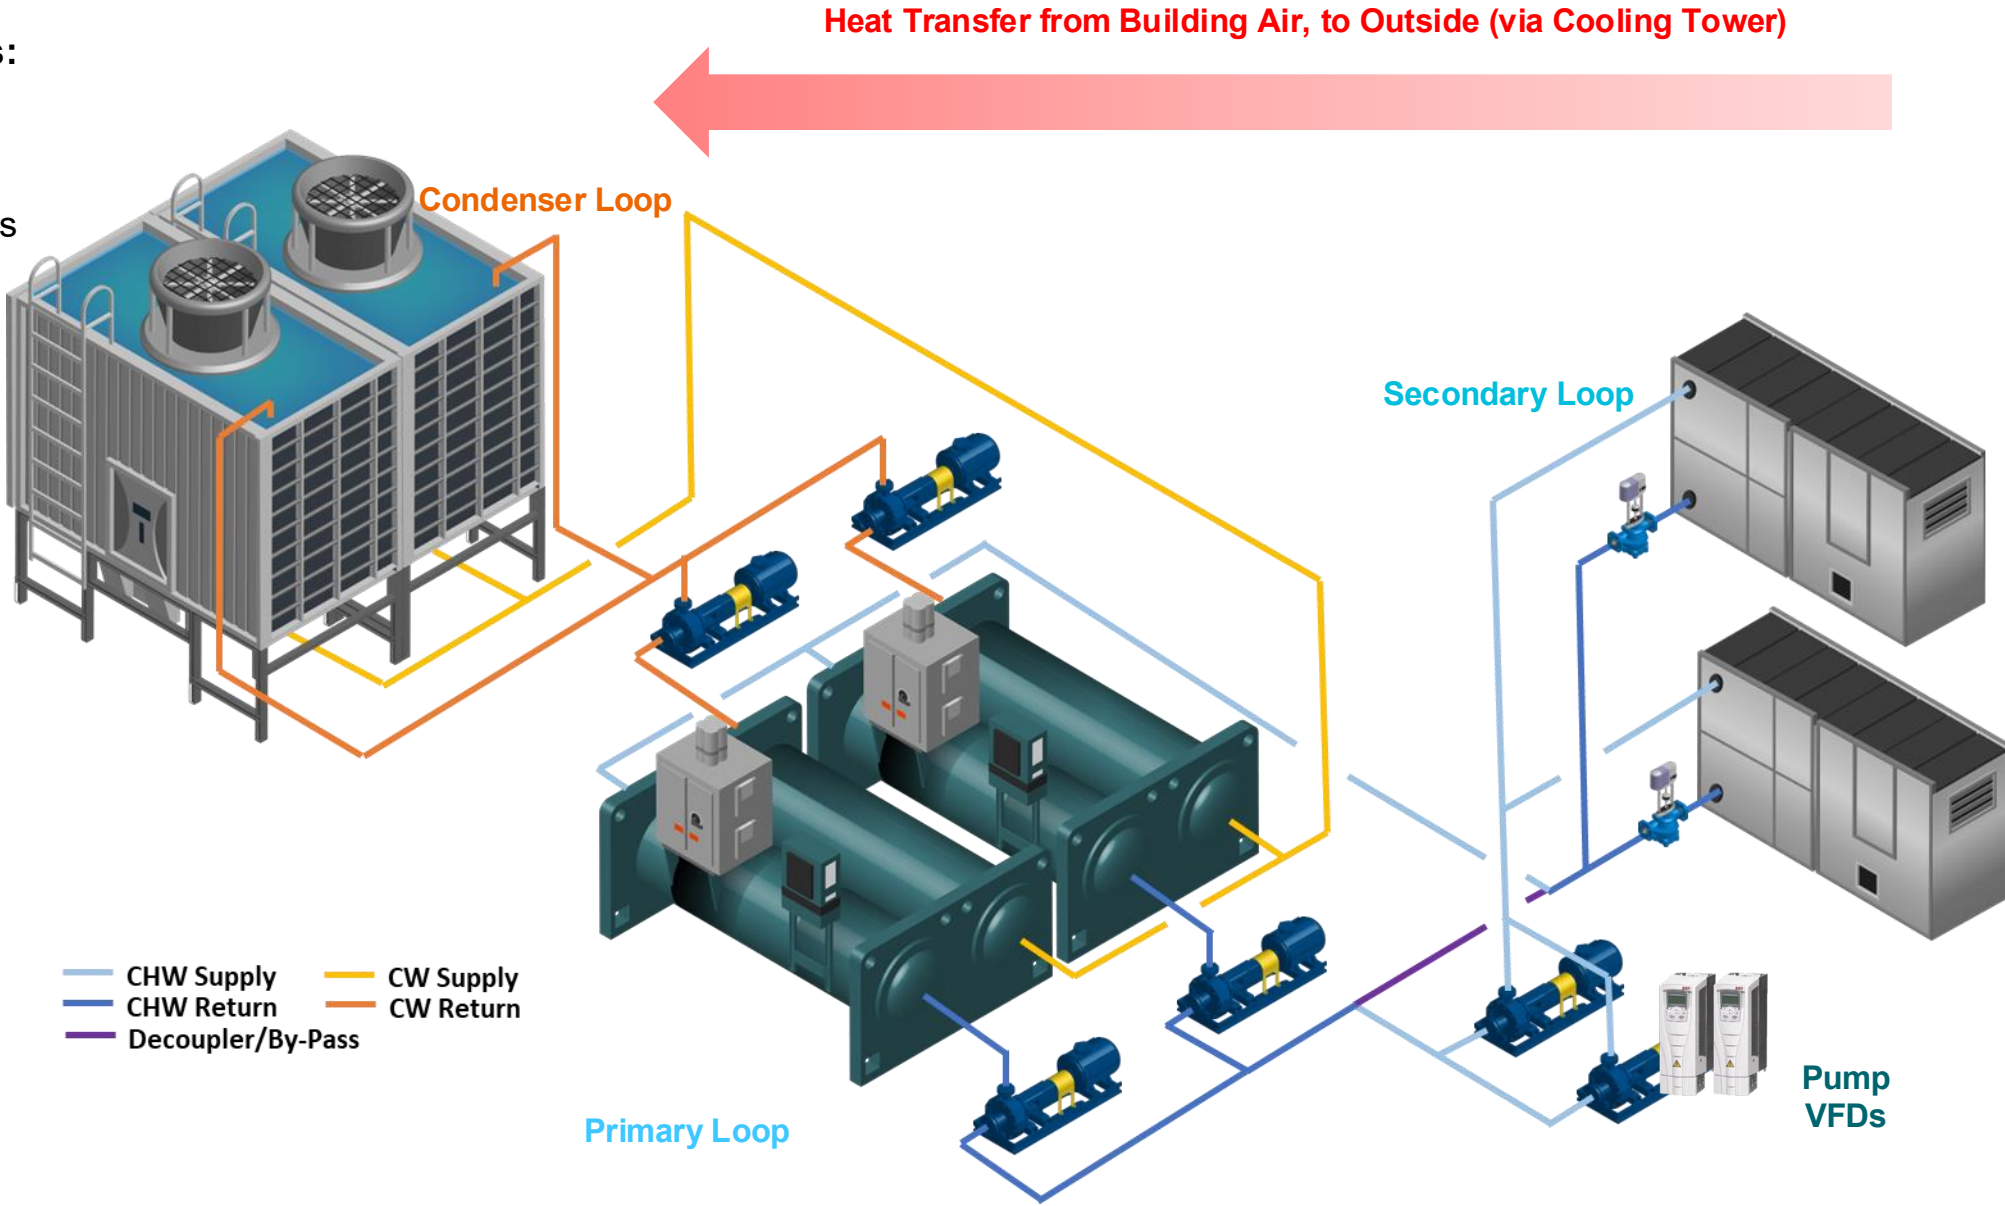 Heat Transfer from Building Air, to Outside (via Cooling Tower)
s:
s
Condenser Loop
Secondary Loop
CHW Supply
CW Supply
CHW Return
CW Return
Decoupler/By-Pass
Primary Loop
Pump
VFDs